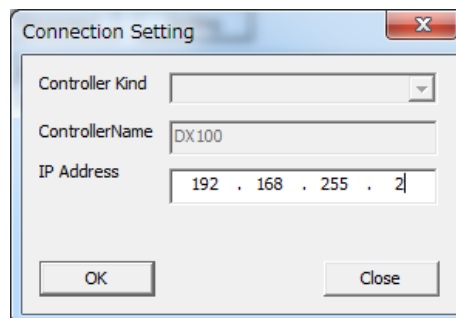 Connection Setting
Controller Kind
ControllerName DX100
IP Address 192 . 168 . 255 . 2
OK Close